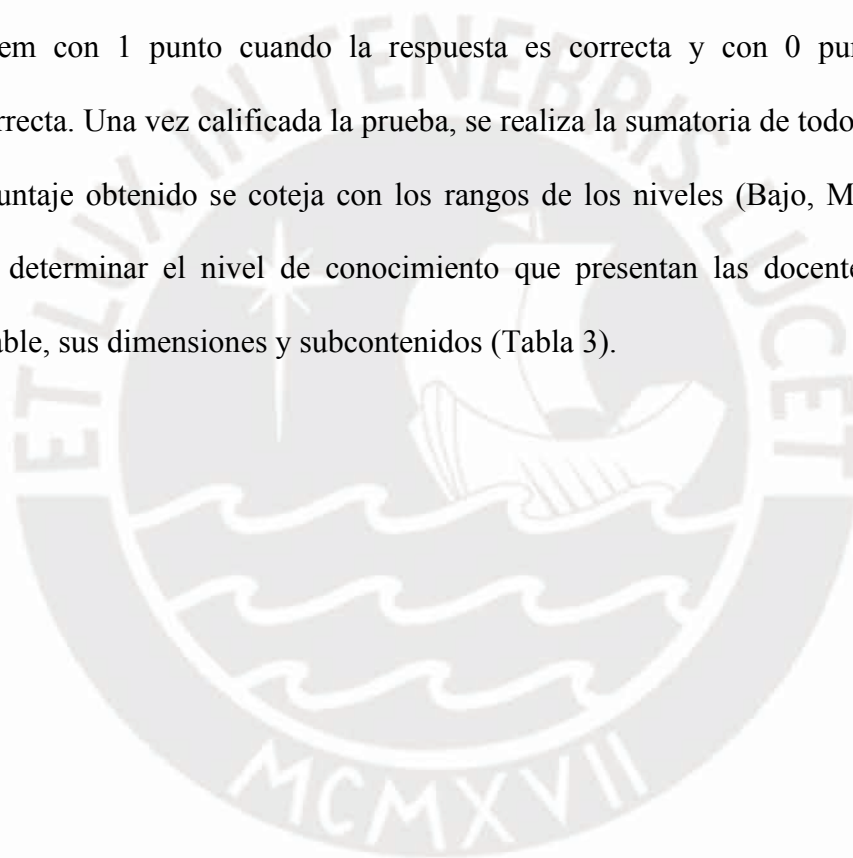 em con 1 punto cuando la respuesta es correcta y con 0 pun
rrecta. Una vez calificada la prueba, se realiza la sumatoria de todo
untaje obtenido se coteja con los rangos de los niveles (Bajo, M
determinar el nivel de conocimiento que presentan las docente
able, sus dimensiones y subcontenidos (Tabla 3).
ET LUX IN TENEBRIS LUCET
MCMXVII